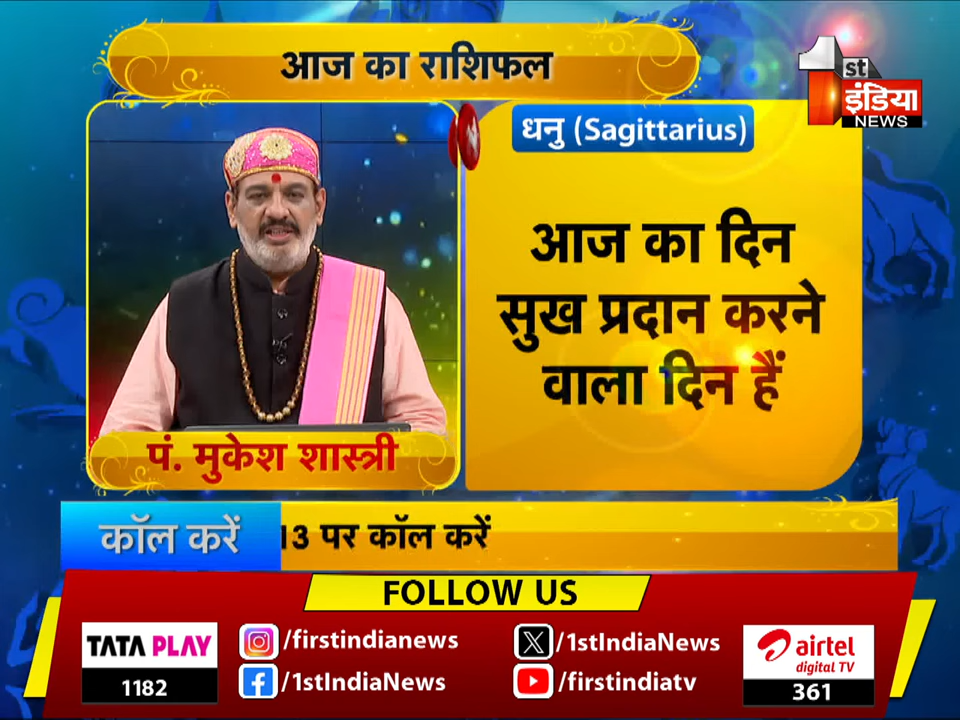 आज का राशिफल
1st
इंडिया
NEWS
धनु (Sagittarius)
आज का दिन
सुख प्रदान करने
वाला दिन हैं
पं. मुकेश शास्त्री
कॉल करें
13 पर कॉल करें
FOLLOW US
TATA PLAY
1182
/firstindianews
/1stIndiaNews
/1stIndiaNews
/firstindiatv
airtel
digital TV
361